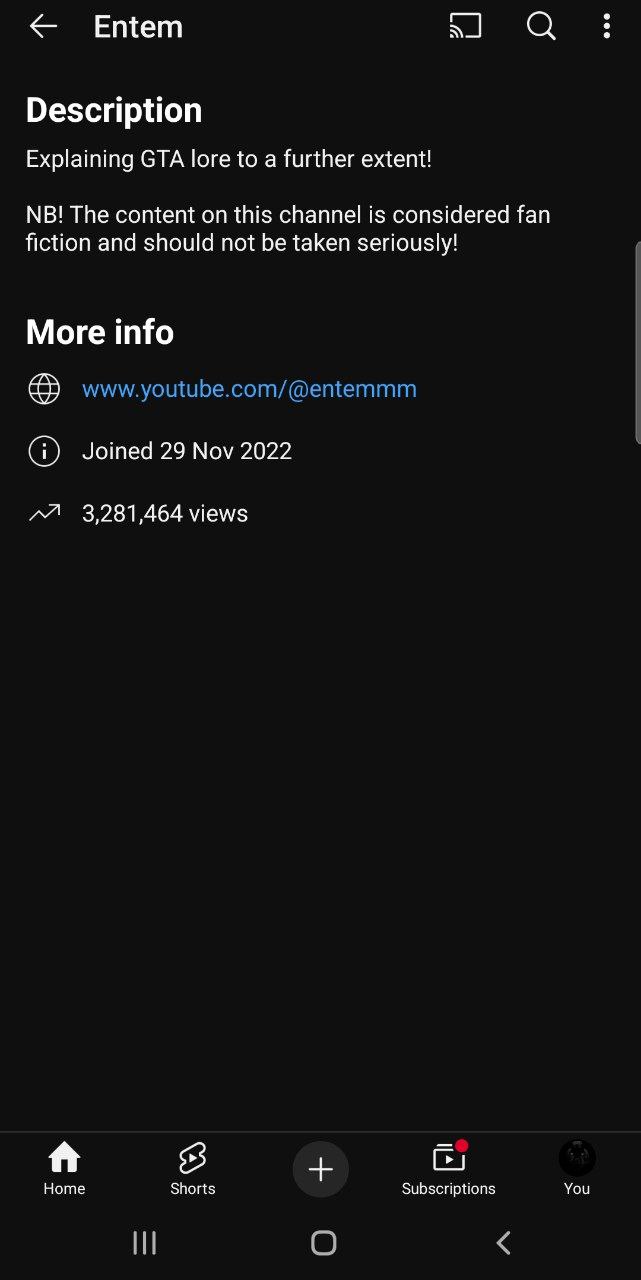 Entem
Description
Explaining GTA lore to a further extent!
NB! The content on this channel is considered fan
fiction and should not be taken seriously!
More info
www.youtube.com/@entemmm
Joined 29 Nov 2022
3,281,464 views
Home
Shorts
Subscriptions
You